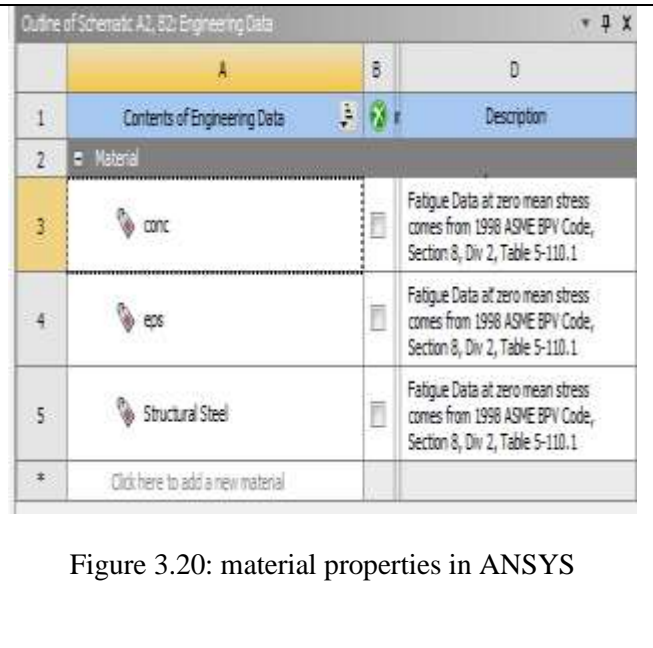 Outline of Schematic A2, B2: Engineering Data
A B D
1 Contents of Engineering Data Description
2 Material
3 conc
Fatigue Data at zero mean stress
comes from 1998 ASME BPV Code,
Section 8, Div 2, Table 5-110.1
4 eps
Fatigue Data at zero mean stress
comes from 1998 ASME BPV Code,
Section 8, Div 2, Table 5-110.1
5 Structural Steel
Fatigue Data at zero mean stress
comes from 1998 ASME BPV Code,
Section 8, Div 2, Table 5-110.1
* Click here to add a new material
Figure 3.20: material properties in ANSYS